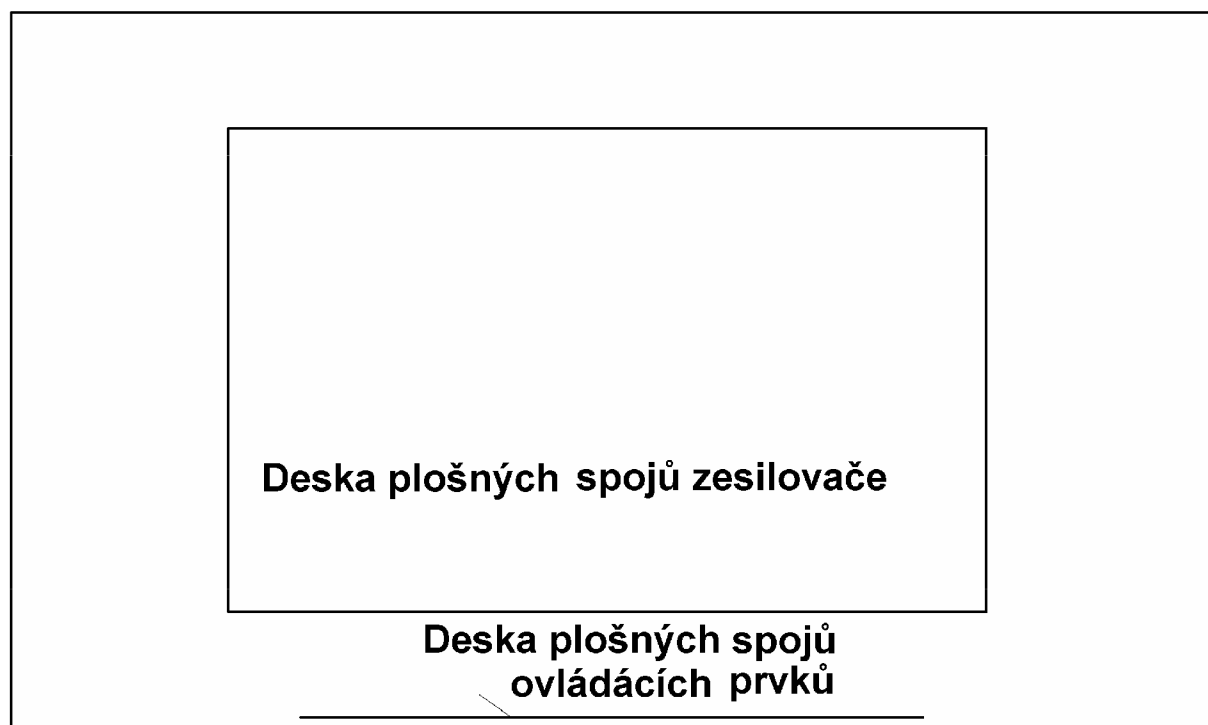 Deska plošných spojů zesilovače
Deska plošných spojů
ovládácích prvků